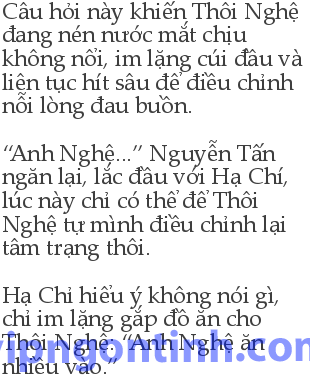 Câu hỏi này khiến Thôi Nghệ
đang nén nước mắt chịu
không nổi, im lặng cúi đầu và
liên tục hít sâu để điều chỉnh
nỗi lòng đau buồn.
“Anh Nghệ...” Nguyễn Tấn
ngăn lại, lắc đầu với Hạ Chí,
lúc này chỉ có thể để Thôi
Nghệ tự mình điều chỉnh lại
tâm trạng thôi.
Hạ Chi hiểu ý không nói gì,
chỉ im lặng gắp đồ ăn cho
Thôi Nghệ: “Anh Nghệ ăn
nhiều vào.”
vipngontinh.com